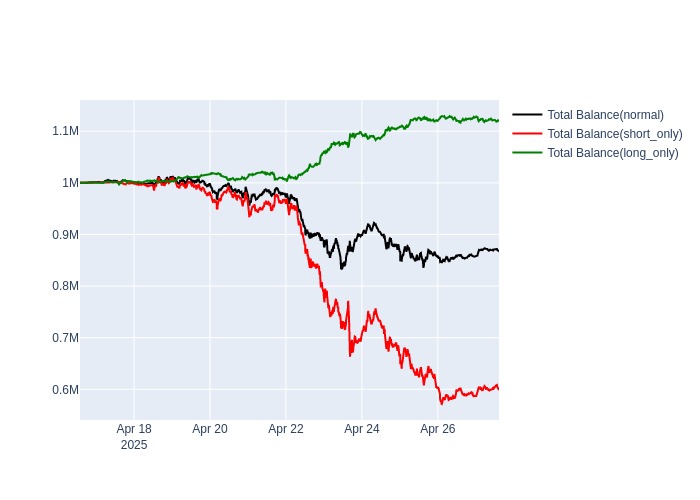 Total Balance(normal)
Total Balance(short_only)
Total Balance(long_only)
1.1M
1M
0.9M
0.8M
0.7M
0.6M
Apr 18 Apr 20 Apr 22 Apr 24 Apr 26
2025